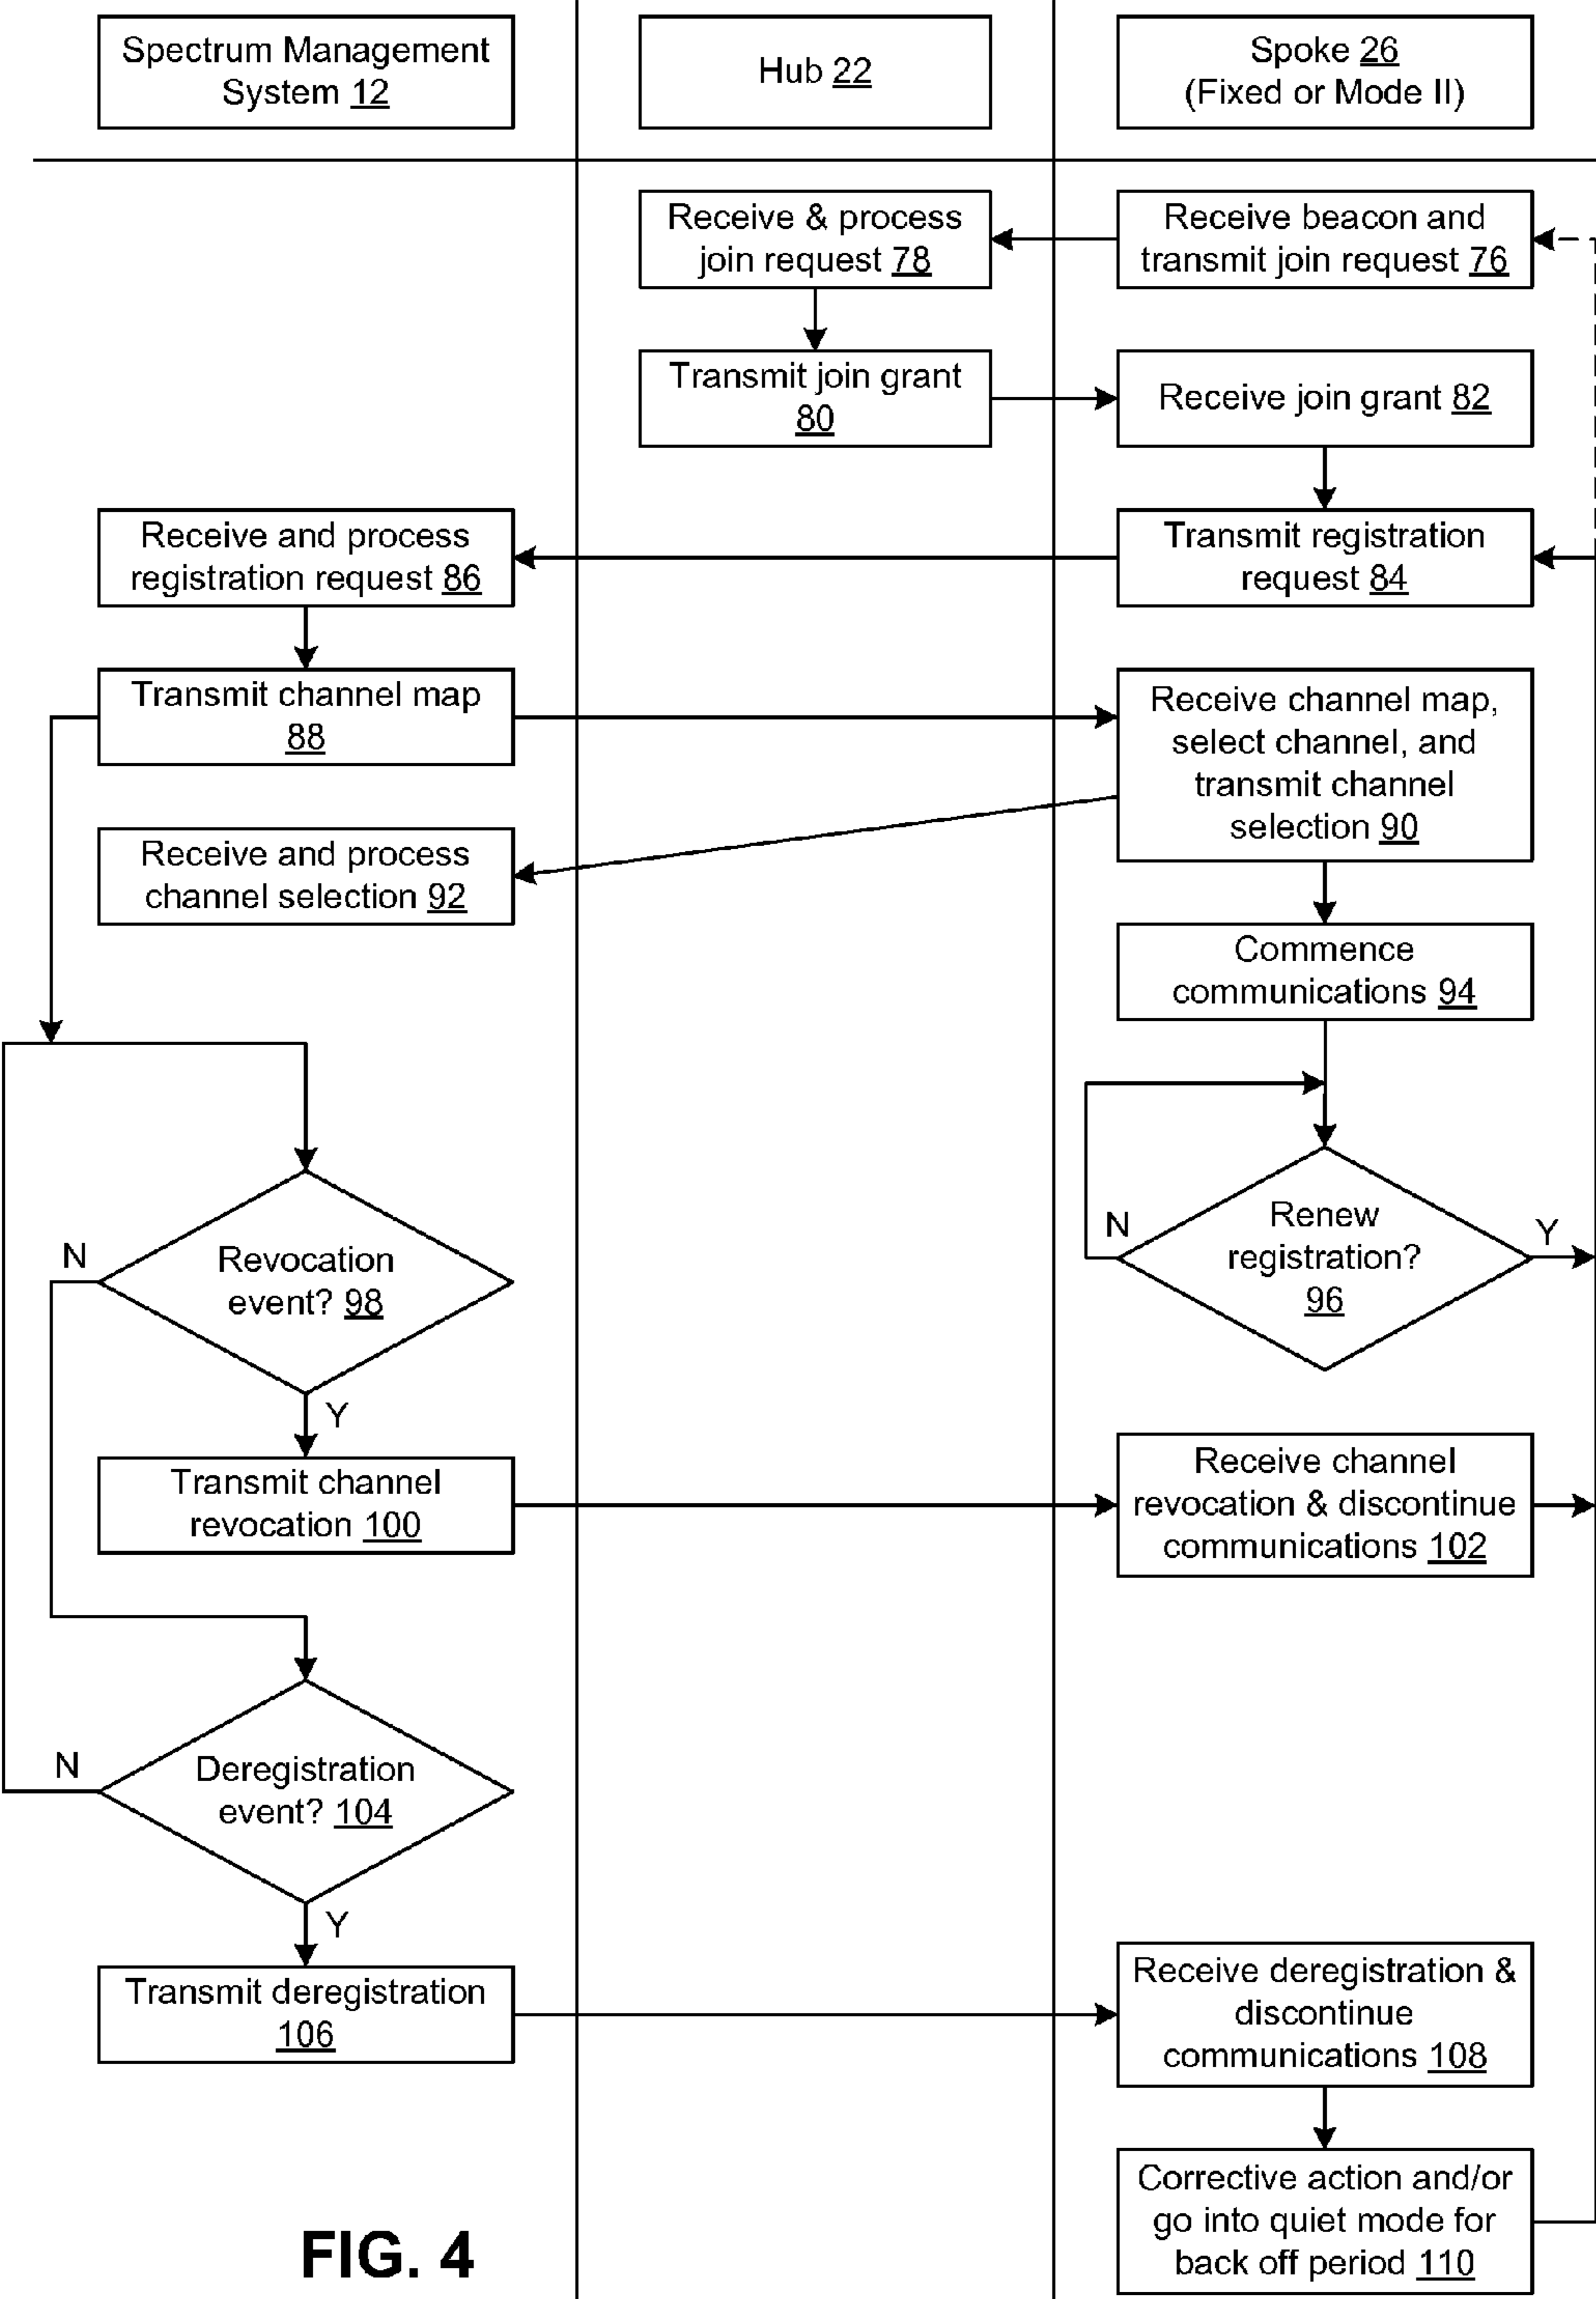 Spectrum Management
System 12
Hub 22
Spoke 26
(Fixed or Mode II)
Receive & process
join request 78
Receive beacon and
transmit join request 76
Transmit join grant
80
Receive join grant 82
Receive and process
registration request 86
Transmit registration
request 84
Transmit channel map
88
Receive channel map,
select channel, and
transmit channel
selection 90
Receive and process
channel selection 92
Commence
communications 94
N
Revocation
event? 98
Y
N
Renew
registration?
96
Y
Transmit channel
revocation 100
Receive channel
revocation & discontinue
communications 102
N
Deregistration
event? 104
Y
Transmit deregistration
106
Receive deregistration &
discontinue
communications 108
Corrective action and/or
go into quiet mode for
back off period 110
FIG. 4